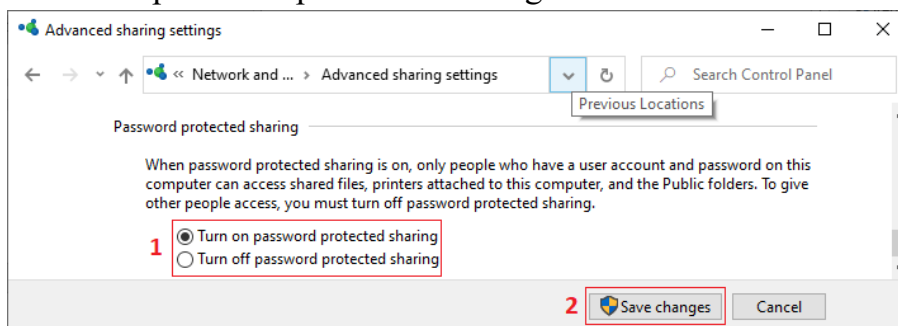 Advanced sharing settings
« Network and ... › Advanced sharing settings
Search Control Panel
Previous Locations
Password protected sharing
When password protected sharing is on, only people who have a user account and password on this
computer can access shared files, printers attached to this computer, and the Public folders. To give
other people access, you must turn off password protected sharing.
1
Turn on password protected sharing
Turn off password protected sharing
2 Save changes Cancel